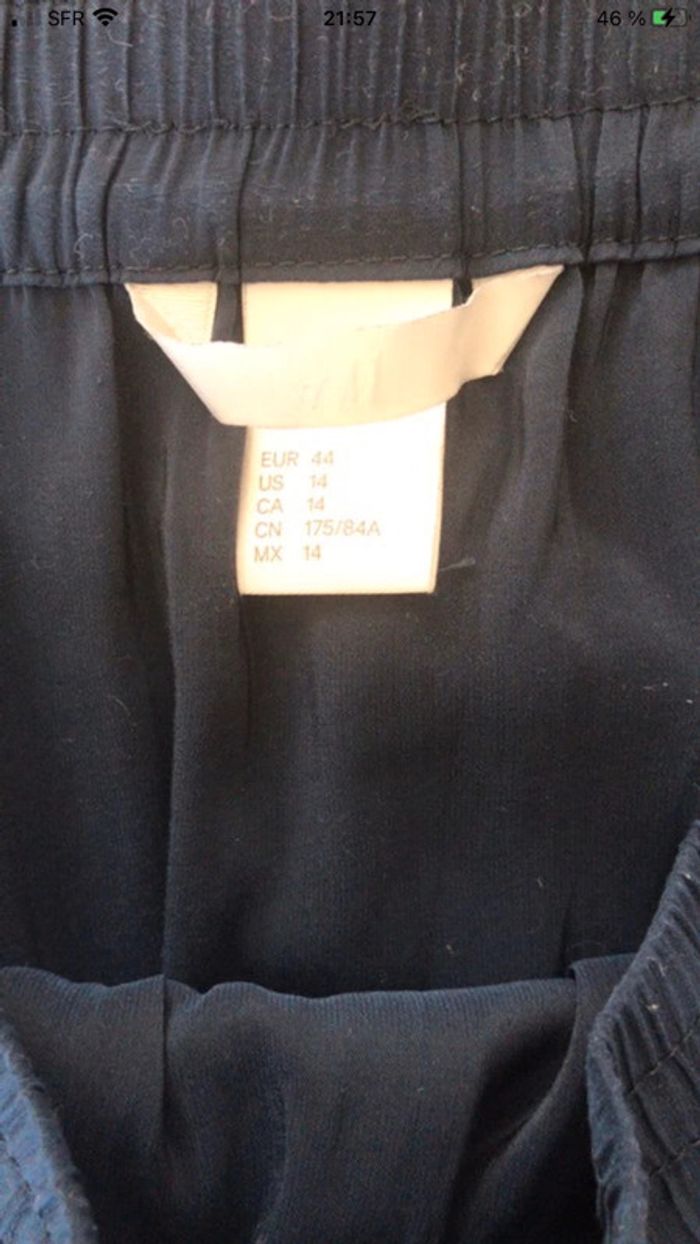 SFR 21:57 46 %
EUR 44
US 14
CA 14
CN 175/84A
MX 14